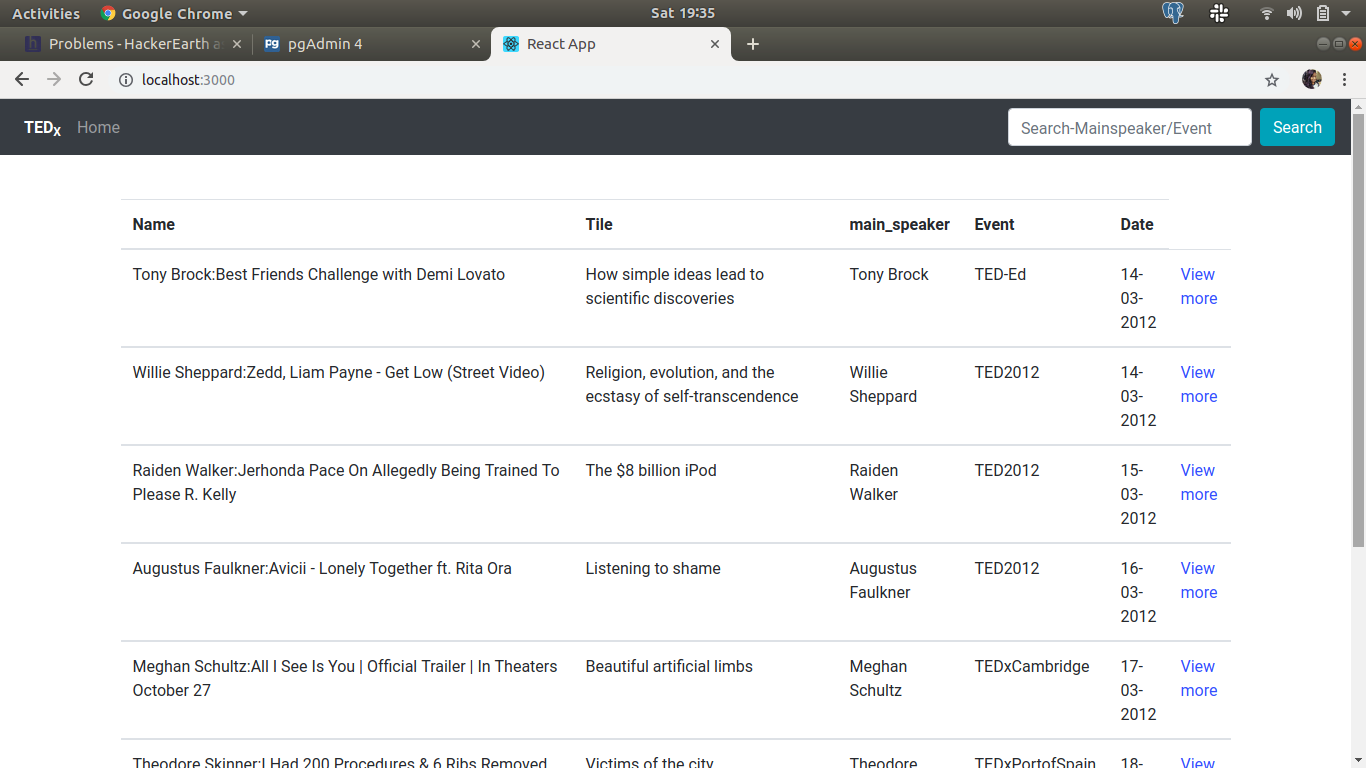 Activities Google Chrome Sat 19:35
Problems - HackerEarth a pgAdmin 4 React App
localhost:3000
TEDx Home Search-Mainspeaker/Event Search
Name Tile main_speaker Event Date
Tony Brock:Best Friends Challenge with Demi Lovato How simple ideas lead to Tony Brock TED-Ed 14- View
scientific discoveries 03- more
2012
Willie Sheppard:Zedd, Liam Payne - Get Low (Street Video) Religion, evolution, and the Willie TED2012 14- View
ecstasy of self-transcendence Sheppard 03- more
2012
Raiden Walker:Jerhonda Pace On Allegedly Being Trained To The $8 billion iPod Raiden TED2012 15- View
Please R. Kelly Walker 03- more
2012
Augustus Faulkner:Avicii - Lonely Together ft. Rita Ora Listening to shame Augustus TED2012 16- View
Faulkner 03- more
2012
Meghan Schultz:All I See Is You | Official Trailer | In Theaters Beautiful artificial limbs Meghan TEDxCambridge 17- View
October 27 Schultz 03- more
2012
Theodore Skinner:I Had 200 Procedures & 6 Ribs Removed Victims of the city Theodore TEDxPortofSpain 18- View